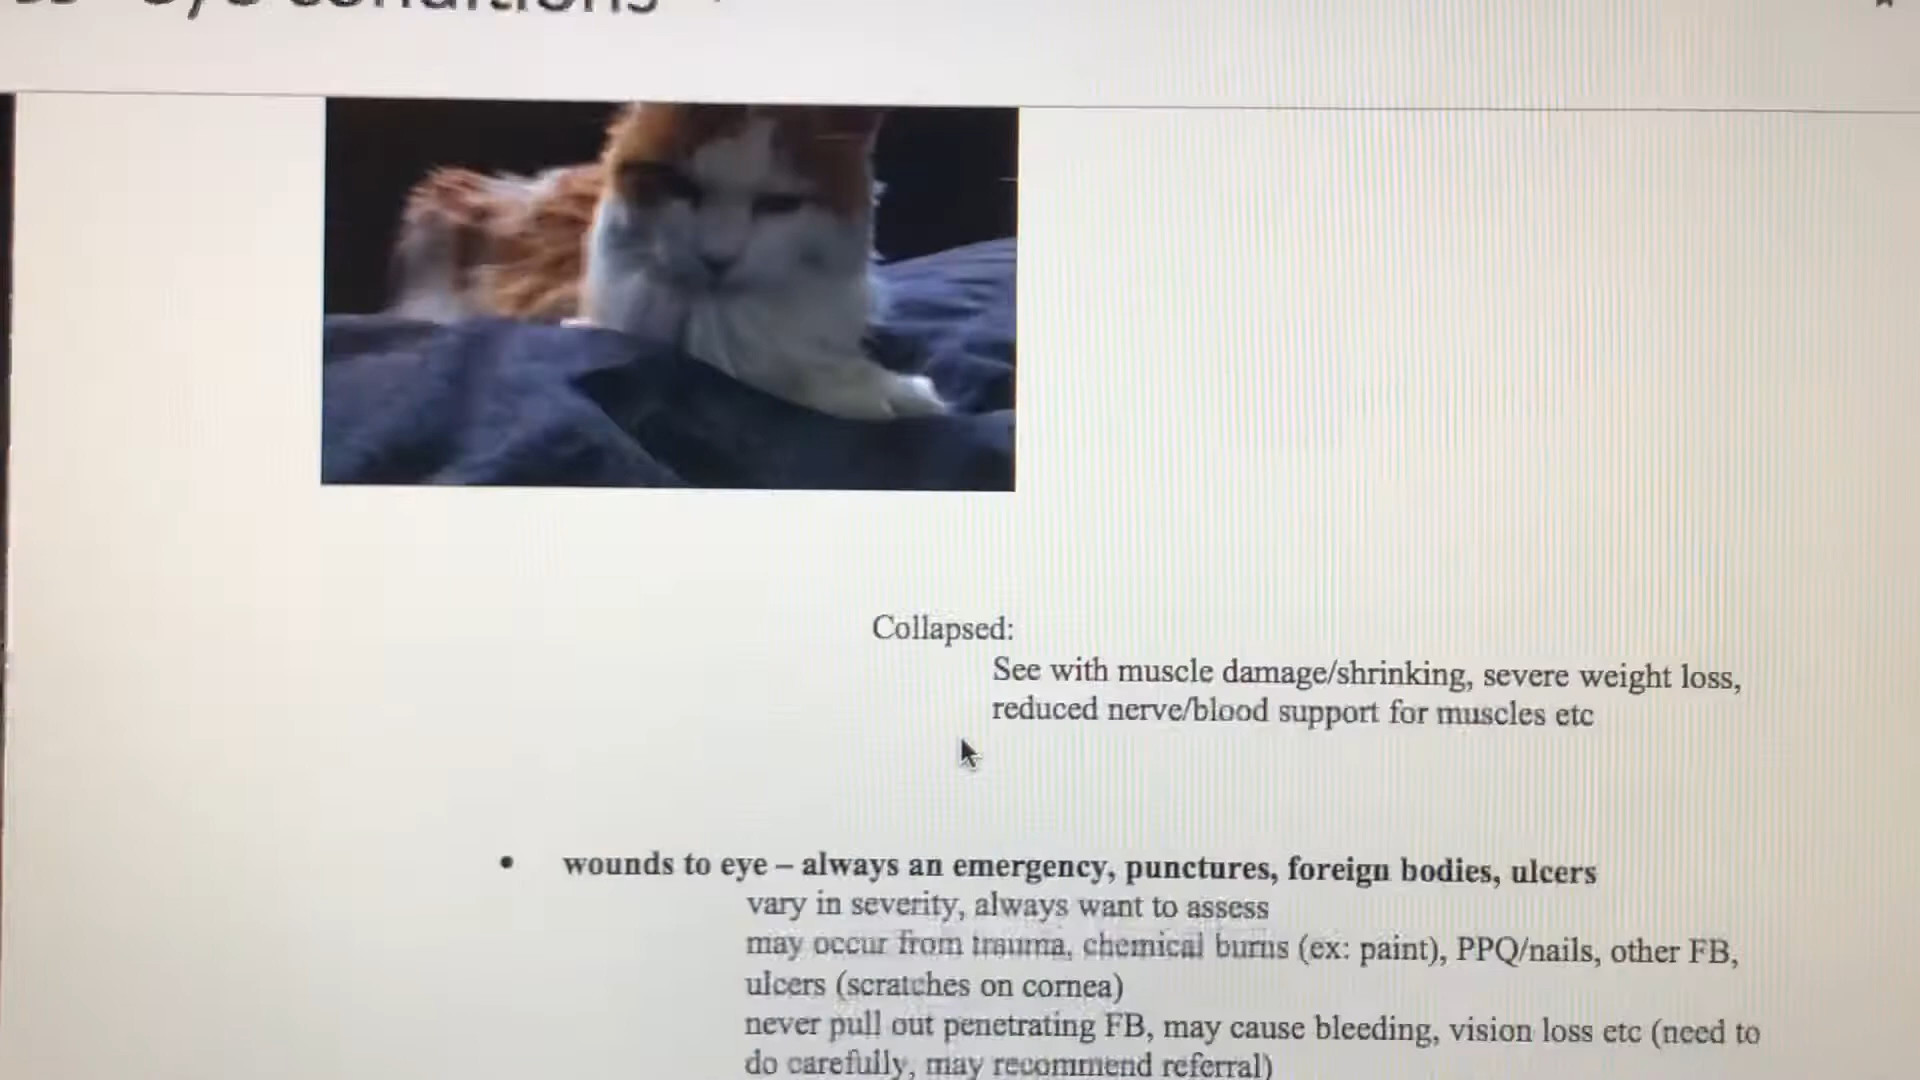 conditions
Collapsed:
See with muscle damage/shrinking, severe weight loss,
reduced nerve/blood support for muscles etc
• wounds to eye – always an emergency, punctures, foreign bodies, ulcers
vary in severity, always want to assess
may occur from trauma, chemical burns (ex: paint), PPQ/nails, other FB,
ulcers (scratches on cornea)
never pull out penetrating FB, may cause bleeding, vision loss etc (need to
do carefully, may recommend referral)